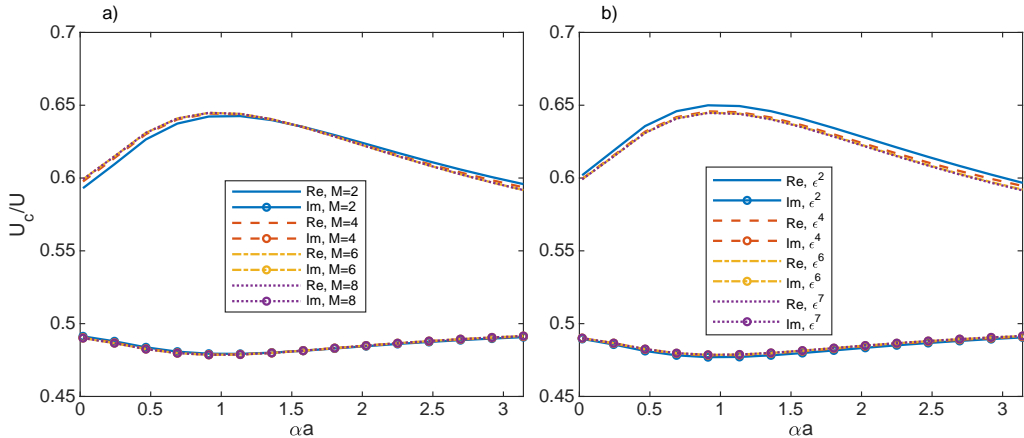 a)
0.7
0.65
0.6
0.55
0.5
0.45
U_c/U
Re, M=2
Im, M=2
Re, M=4
Im, M=4
Re, M=6
Im, M=6
Re, M=8
Im, M=8
0 0.5 1 1.5 2 2.5 3
αa
b)
0.7
0.65
0.6
0.55
0.5
0.45
Re, ϵ^2
Im, ϵ^2
Re, ϵ^4
Im, ϵ^4
Re, ϵ^6
Im, ϵ^6
Re, ϵ^7
Im, ϵ^7
0 0.5 1 1.5 2 2.5 3
αa